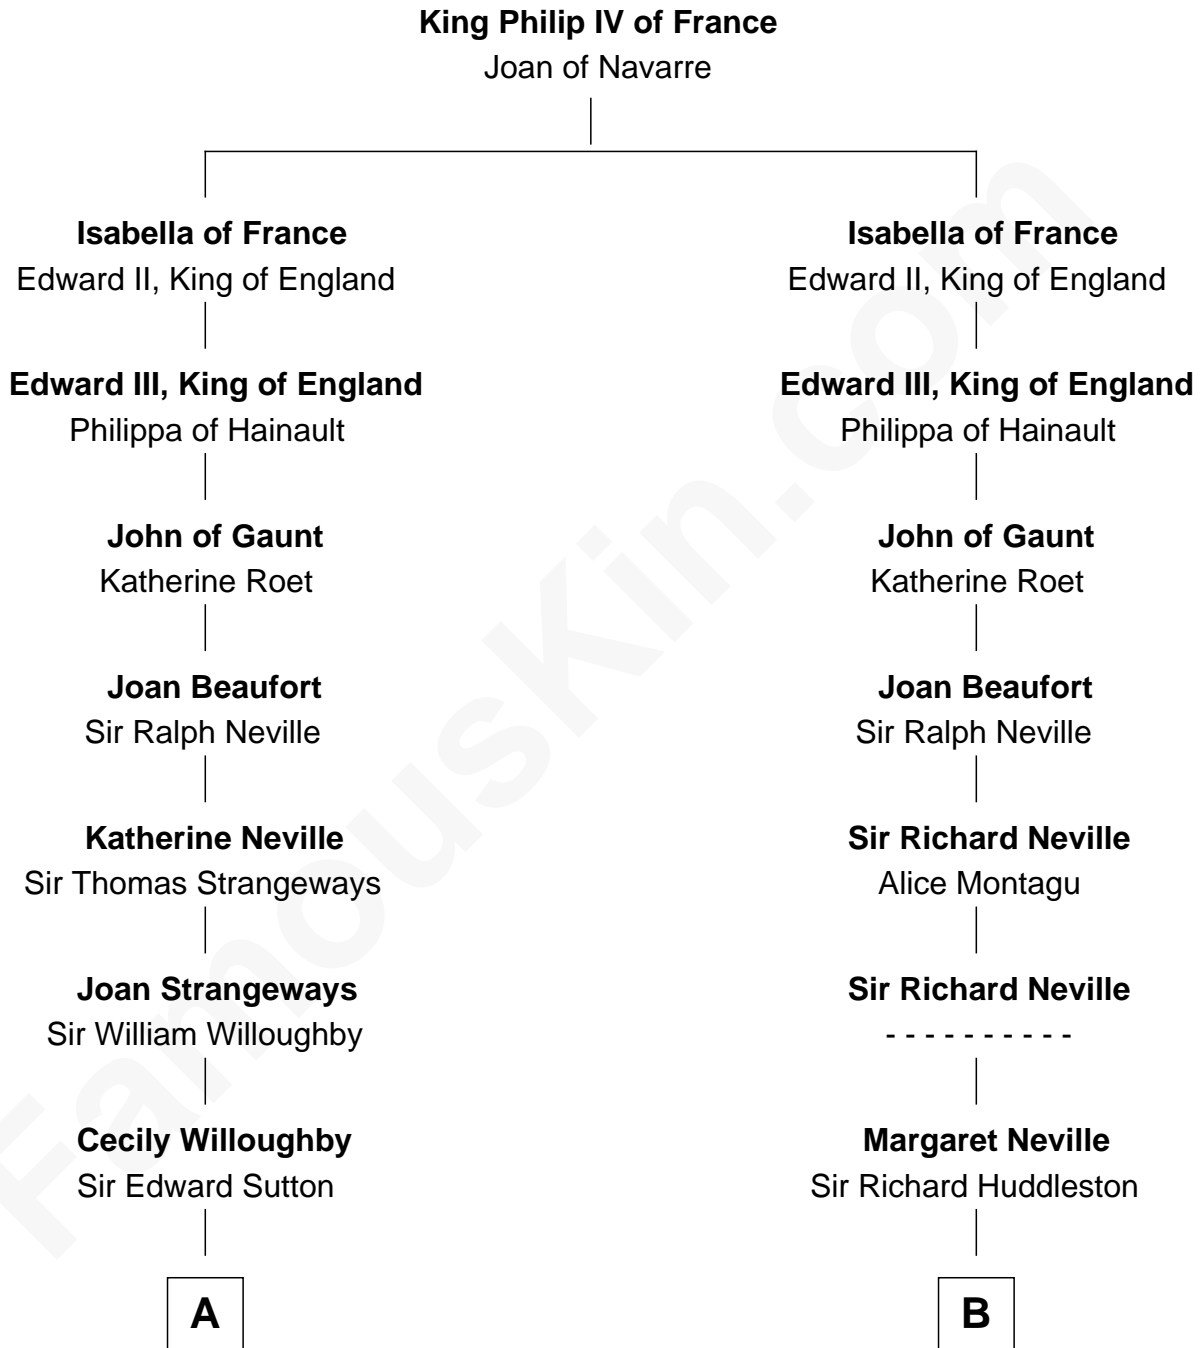 King Philip IV of France
Joan of Navarre
Isabella of France
Edward II, King of England
Edward III, King of England
Philippa of Hainault
John of Gaunt
Katherine Roet
Joan Beaufort
Sir Ralph Neville
Katherine Neville
Sir Thomas Strangeways
Joan Strangeways
Sir William Willoughby
Cecily Willoughby
Sir Edward Sutton
A
Isabella of France
Edward II, King of England
Edward III, King of England
Philippa of Hainault
John of Gaunt
Katherine Roet
Joan Beaufort
Sir Ralph Neville
Sir Richard Neville
Alice Montagu
Sir Richard Neville
- - - - - - - - - -
Margaret Neville
Sir Richard Huddleston
B
FamousKin.com